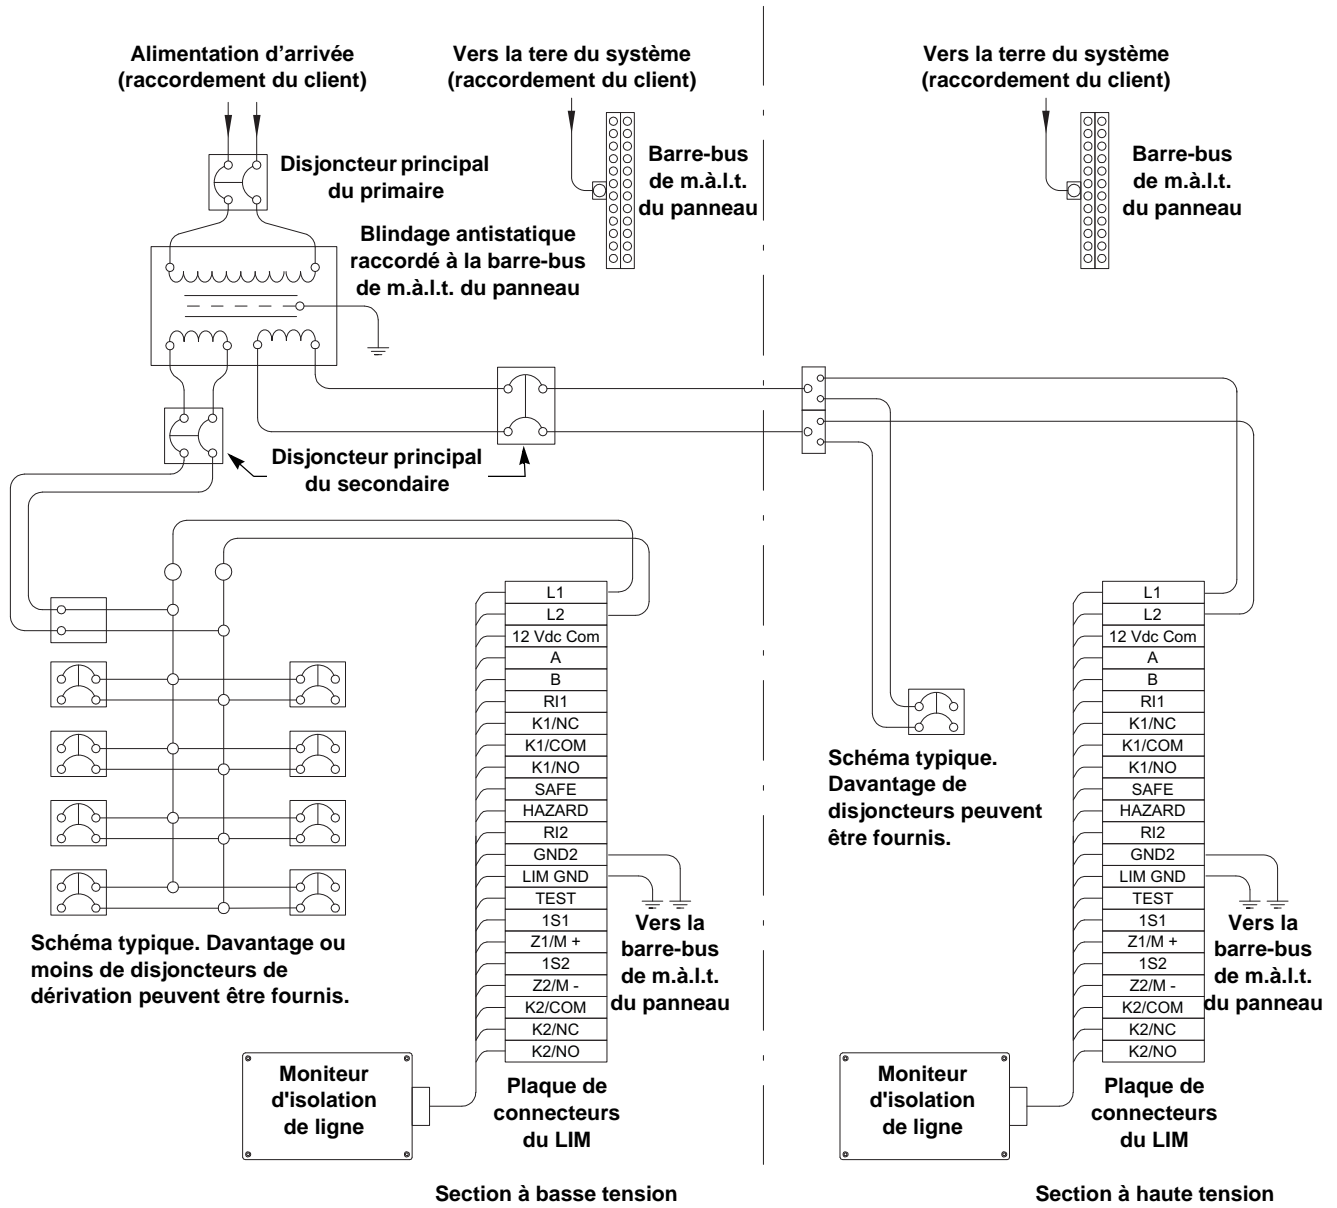 Alimentation d'arrivée
(raccordement du client)
Vers la tere du système
(raccordement du client)
Vers la terre du système
(raccordement du client)
Disjoncteur principal
du primaire
Barre-bus
de m.à.l.t.
du panneau
Barre-bus
de m.à.l.t.
du panneau
Blindage antistatique
raccordé à la barre-bus
de m.à.l.t. du panneau
Disjoncteur principal
du secondaire
L1
L2
12 Vdc Com
A
B
RI1
K1/NC
K1/COM
K1/NO
SAFE
HAZARD
RI2
GND2
LIM GND
TEST
1S1
Z1/M +
1S2
Z2/M -
K2/COM
K2/NC
K2/NO
Vers la
barre-bus
de m.à.l.t.
du panneau
Schéma typique. Davantage ou
moins de disjoncteurs de
dérivation peuvent être fournis.
Moniteur
d'isolation
de ligne
Plaque de
connecteurs
du LIM
Section à basse tension
Schéma typique.
Davantage de
disjoncteurs peuvent
être fournis.
L1
L2
12 Vdc Com
A
B
RI1
K1/NC
K1/COM
K1/NO
SAFE
HAZARD
RI2
GND2
LIM GND
TEST
1S1
Z1/M +
1S2
Z2/M -
K2/COM
K2/NC
K2/NO
Vers la
barre-bus
de m.à.l.t.
du panneau
Moniteur
d'isolation
de ligne
Plaque de
connecteurs
du LIM
Section à haute tension